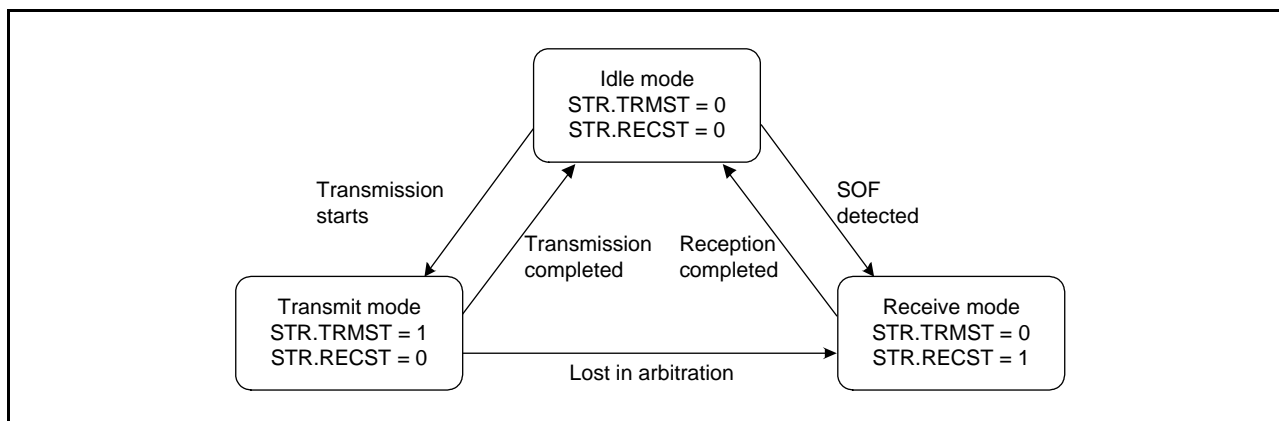 Idle mode
STR.TRMST = 0
STR.RECST = 0
Transmission
starts
SOF
detected
Transmission
completed
Reception
completed
Transmit mode
STR.TRMST = 1
STR.RECST = 0
Receive mode
STR.TRMST = 0
STR.RECST = 1
Lost in arbitration